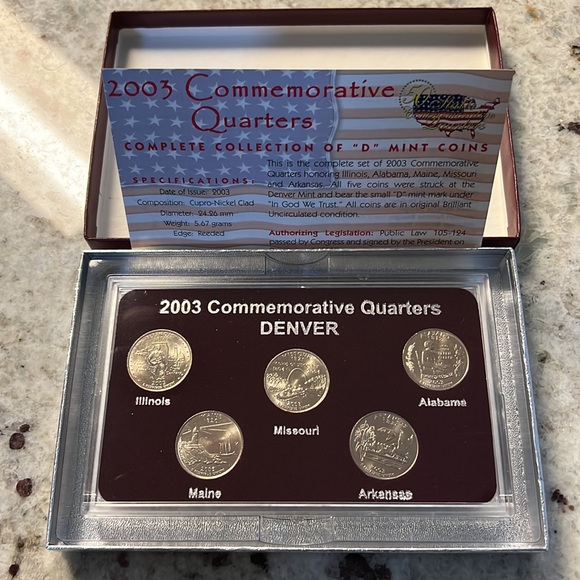 2003 Commemorative
Quarters
COMPLETE COLLECTION OF "D" MINT COINS
SPECIFICATIONS:
Date of Issue: 2003
Composition: Cupro-Nickel Clad
Diameter: 24.26 mm
Weight: 5.67 grams
Edge: Reeded
This is the complete set of 2003 Commemorative
Quarters honoring Illinois, Alabama, Maine, Missouri
and Arkansas. All five coins were struck at the
Denver Mint and bear the small "D" mint mark under
"In God We Trust." All coins are in original Brilliant
Uncirculated condition.
Authorizing Legislation: Public Law 105-124
passed by Congress and signed by the President on
2003 Commemorative Quarters
DENVER
Illinois
Missouri
Alabama
Maine
Arkansas